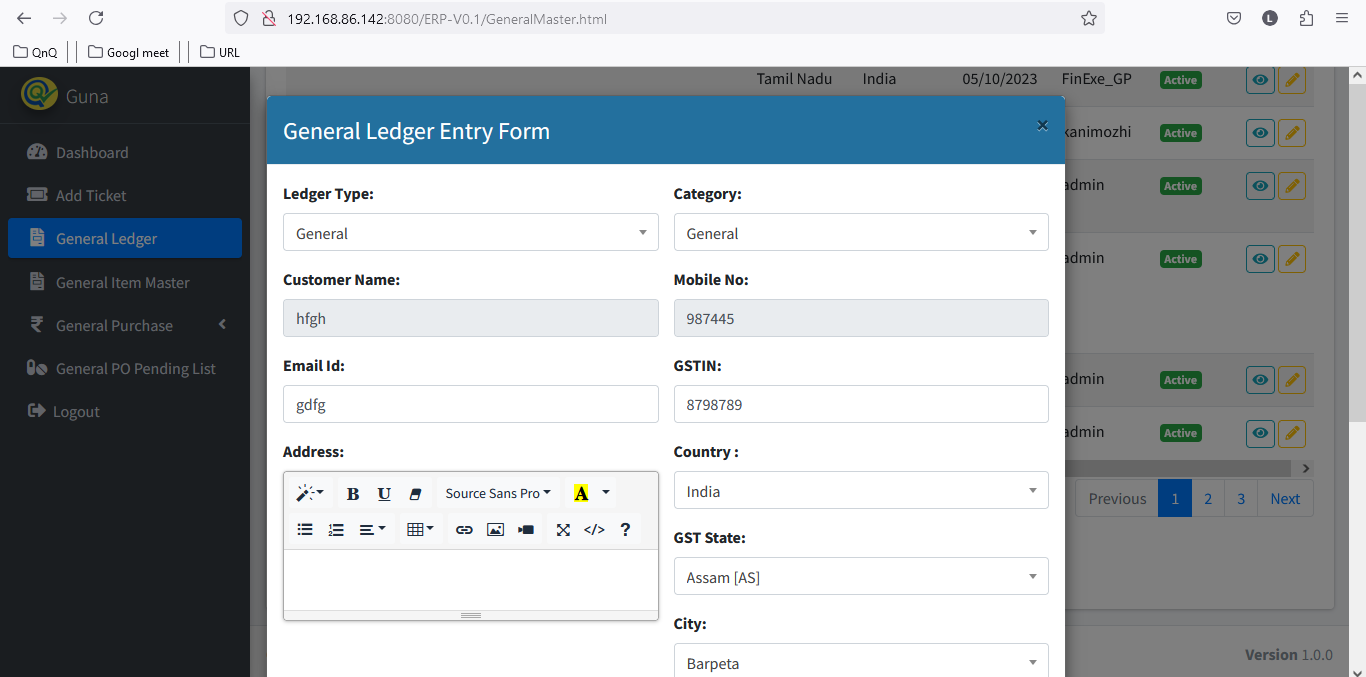 192.168.86.142:8080/ERP-V0.1/GeneralMaster.html
L
QnQ
Googl meet
URL
Guna
Dashboard
Add Ticket
General Ledger
General Item Master
General Purchase
General PO Pending List
Logout
Tamil Nadu India 05/10/2023 FinExe_GP Active
kanimozhi Active
admin Active
admin Active
admin Active
admin Active
Previous 1 2 3 Next
Version 1.0.0
General Ledger Entry Form ×
Ledger Type: Category:
General General
Customer Name: Mobile No:
hfgh 987445
Email Id: GSTIN:
gdfg 8798789
Address: Country :
B U Source Sans Pro A India
</> ?
GST State:
Assam [AS]
City:
Barpeta